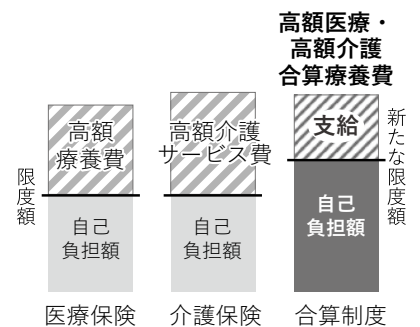 高額医療・
高額介護
合算療養費
高額
療養費
高額介護
サービス費
支給
限度額
新たな限度額
自己
負担額
自己
負担額
自己
負担額
医療保険
介護保険
合算制度